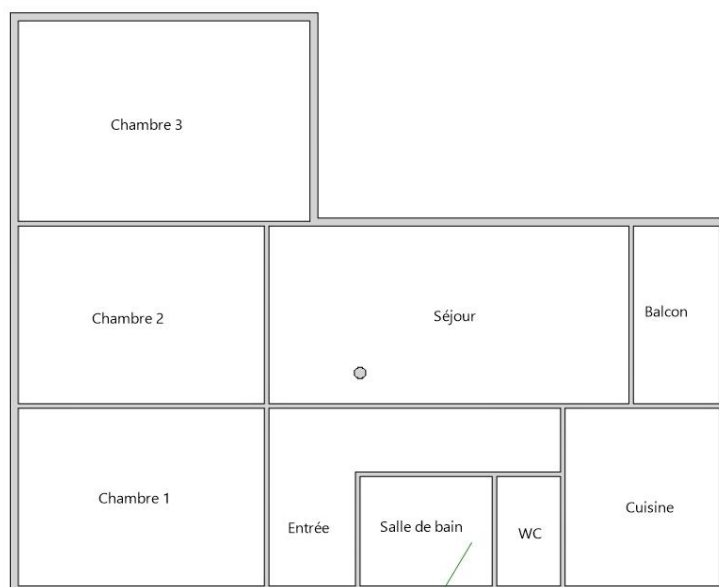 Chambre 3
Chambre 2
Séjour
Balcon
Chambre 1
Entrée
Salle de bain
WC
Cuisine